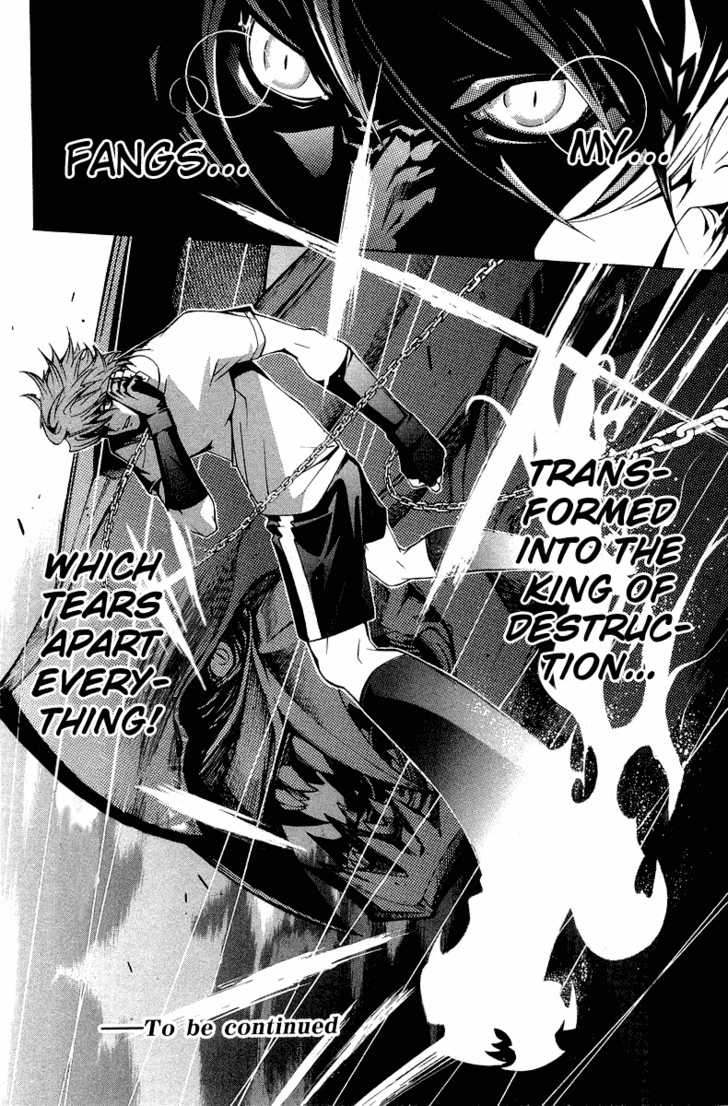 MY...
FANGS...
TRANS-
FORMED
INTO THE
KING OF
DESTRUC-
TION...
WHICH
TEARS
APART
EVERY-
THING!
——To be continued